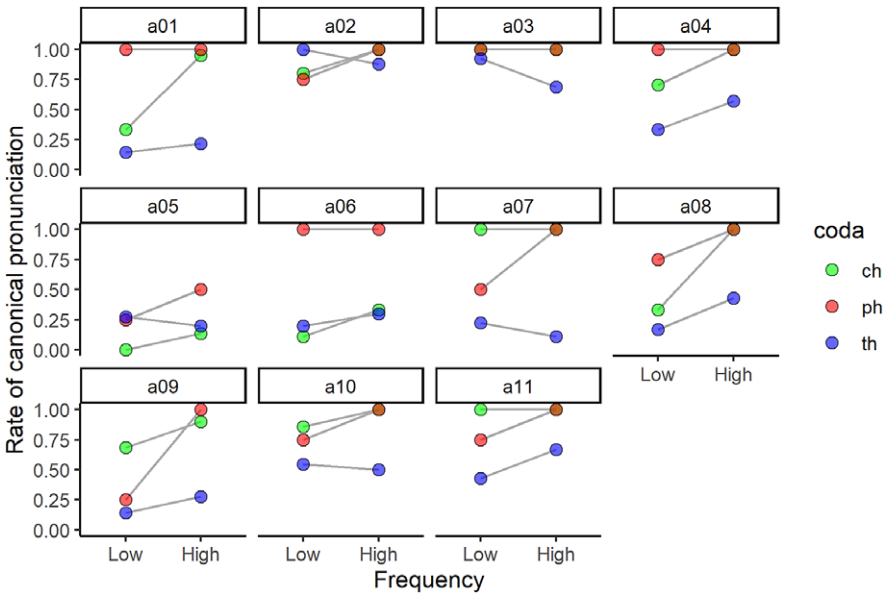 a01 a02 a03 a04
1.00
0.75
0.50
0.25
0.00
a05 a06 a07 a08
1.00
0.75
0.50
0.25
0.00
Low High
a09 a10 a11
1.00
0.75
0.50
0.25
0.00
Low High Low High Low High
Frequency
Rate of canonical pronunciation
coda
ch
ph
th